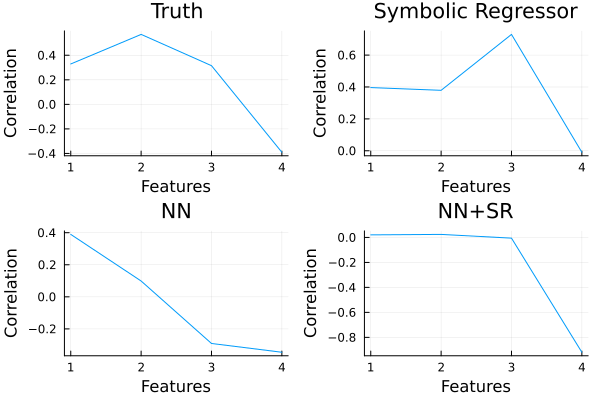 Truth
Correlation
0.4
0.2
0.0
−0.2
−0.4
1 2 3 4
Features
Symbolic Regressor
Correlation
0.6
0.4
0.2
0.0
1 2 3 4
Features
NN
Correlation
0.4
0.2
0.0
−0.2
1 2 3 4
Features
NN+SR
Correlation
0.0
−0.2
−0.4
−0.6
−0.8
1 2 3 4
Features